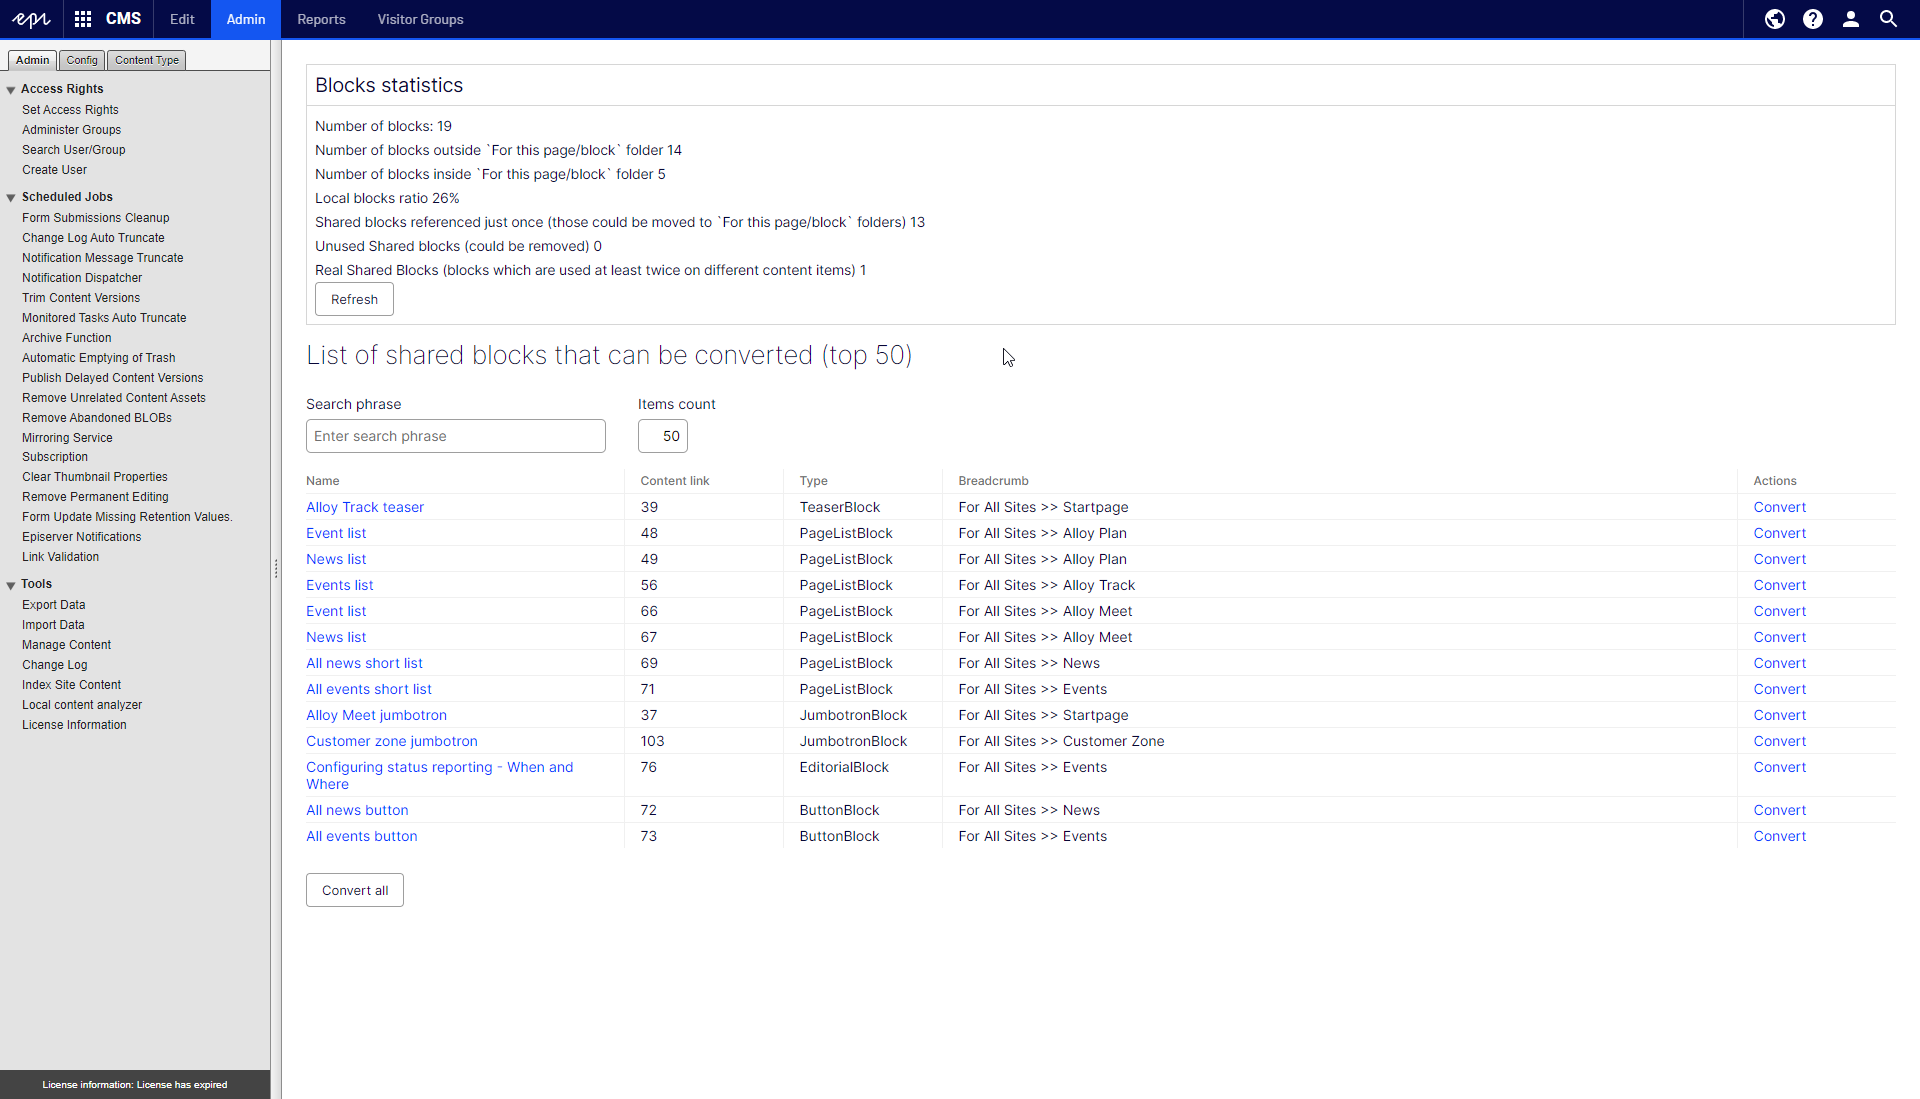 epi CMS Edit Admin Reports Visitor Groups
Admin Config Content Type
Access Rights
Set Access Rights
Administer Groups
Search User/Group
Create User
Scheduled Jobs
Form Submissions Cleanup
Change Log Auto Truncate
Notification Message Truncate
Notification Dispatcher
Trim Content Versions
Monitored Tasks Auto Truncate
Archive Function
Automatic Emptying of Trash
Publish Delayed Content Versions
Remove Unrelated Content Assets
Remove Abandoned BLOBs
Mirroring Service
Subscription
Clear Thumbnail Properties
Remove Permanent Editing
Form Update Missing Retention Values.
Episerver Notifications
Link Validation
Tools
Export Data
Import Data
Manage Content
Change Log
Index Site Content
Local content analyzer
License Information
License information: License has expired
Blocks statistics
Number of blocks: 19
Number of blocks outside `For this page/block` folder 14
Number of blocks inside `For this page/block` folder 5
Local blocks ratio 26%
Shared blocks referenced just once (those could be moved to `For this page/block` folders) 13
Unused Shared blocks (could be removed) 0
Real Shared Blocks (blocks which are used at least twice on different content items) 1
Refresh
List of shared blocks that can be converted (top 50)
Search phrase Items count
Enter search phrase 50
Name Content link Type Breadcrumb Actions
Alloy Track teaser 39 TeaserBlock For All Sites >> Startpage Convert
Event list 48 PageListBlock For All Sites >> Alloy Plan Convert
News list 49 PageListBlock For All Sites >> Alloy Plan Convert
Events list 56 PageListBlock For All Sites >> Alloy Track Convert
Event list 66 PageListBlock For All Sites >> Alloy Meet Convert
News list 67 PageListBlock For All Sites >> Alloy Meet Convert
All news short list 69 PageListBlock For All Sites >> News Convert
All events short list 71 PageListBlock For All Sites >> Events Convert
Alloy Meet jumbotron 37 JumbotronBlock For All Sites >> Startpage Convert
Customer zone jumbotron 103 JumbotronBlock For All Sites >> Customer Zone Convert
Configuring status reporting - When and 76 EditorialBlock For All Sites >> Events Convert
Where
All news button 72 ButtonBlock For All Sites >> News Convert
All events button 73 ButtonBlock For All Sites >> Events Convert
Convert all